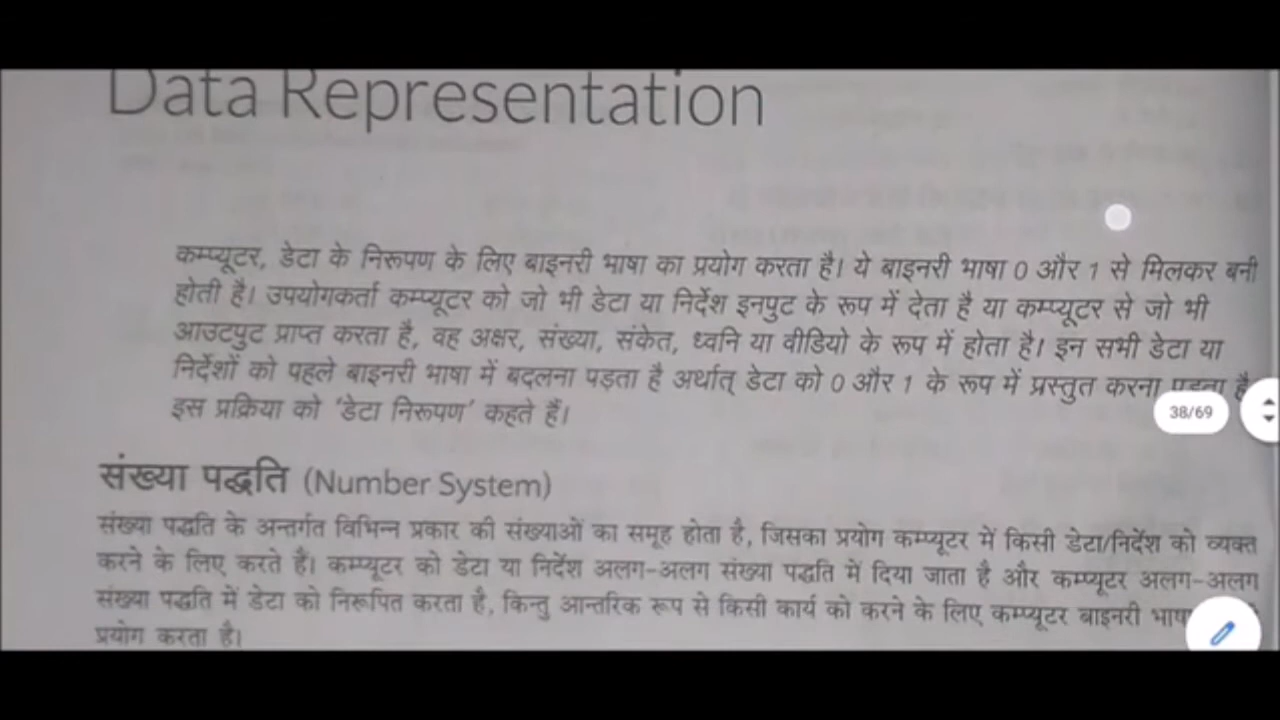 Data Representation
कम्प्यूटर, डेटा के निरूपण के लिए बाइनरी भाषा का प्रयोग करता है। ये बाइनरी भाषा 0 और 1 से मिलकर बनी
होती है। उपयोगकर्ता कम्प्यूटर को जो भी डेटा या निर्देश इनपुट के रूप में देता है या कम्प्यूटर से जो भी
आउटपुट प्राप्त करता है, वह अक्षर, संख्या, संकेत, ध्वनि या वीडियो के रूप में होता है। इन सभी डेटा या
निर्देशों को पहले बाइनरी भाषा में बदलना पड़ता है अर्थात् डेटा को 0 और 1 के रूप में प्रस्तुत करना पड़ता है
38/69
इस प्रक्रिया को 'डेटा निरूपण' कहते हैं।
संख्या पद्धति (Number System)
संख्या पद्धति के अन्तर्गत विभिन्न प्रकार की संख्याओं का समूह होता है, जिसका प्रयोग कम्प्यूटर में किसी डेटा/निर्देश को व्यक्त
करने के लिए करते हैं। कम्प्यूटर को डेटा या निर्देश अलग-अलग संख्या पद्धति में दिया जाता है और कम्प्यूटर अलग-अलग
संख्या पद्धति में डेटा को निरूपित करता है, किन्तु आन्तरिक रूप से किसी कार्य को करने के लिए कम्प्यूटर बाइनरी भाषा
प्रयोग करता है।